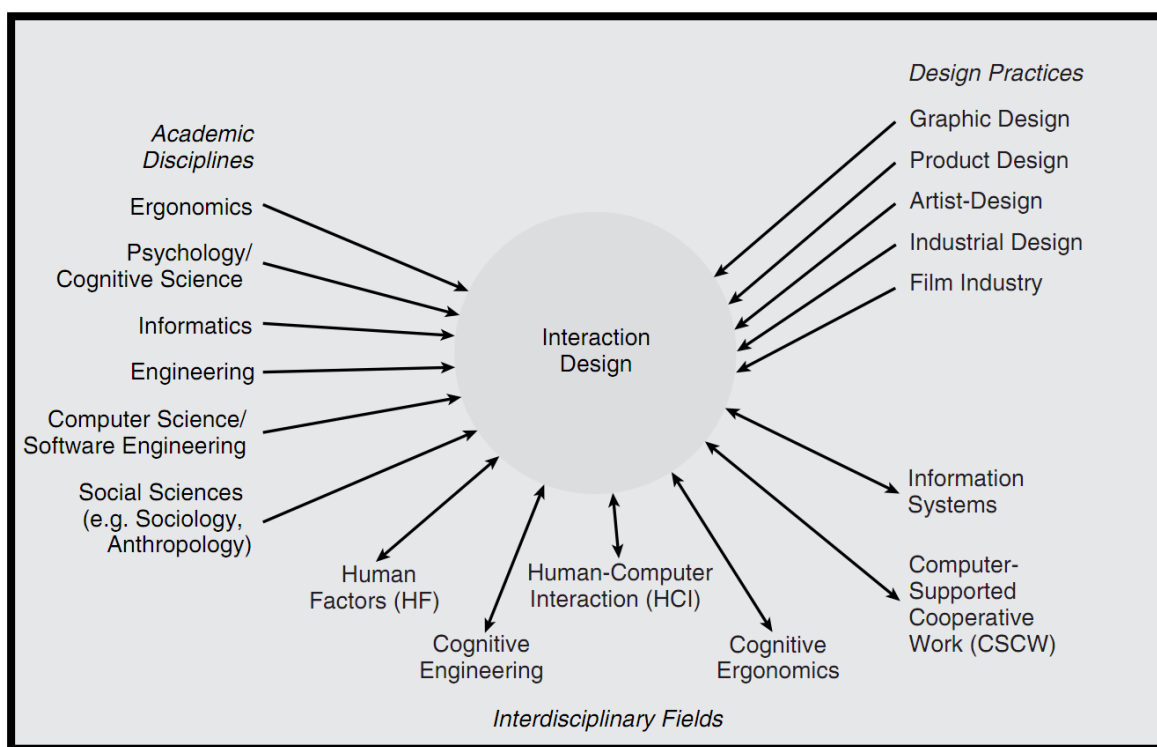 Academic
Disciplines
Ergonomics
Psychology/
Cognitive Science
Informatics
Engineering
Computer Science/
Software Engineering
Social Sciences
(e.g. Sociology,
Anthropology)
Interaction
Design
Design Practices
Graphic Design
Product Design
Artist-Design
Industrial Design
Film Industry
Information
Systems
Computer-
Supported
Cooperative
Work (CSCW)
Human
Factors (HF)
Cognitive
Engineering
Human-Computer
Interaction (HCI)
Cognitive
Ergonomics
Interdisciplinary Fields